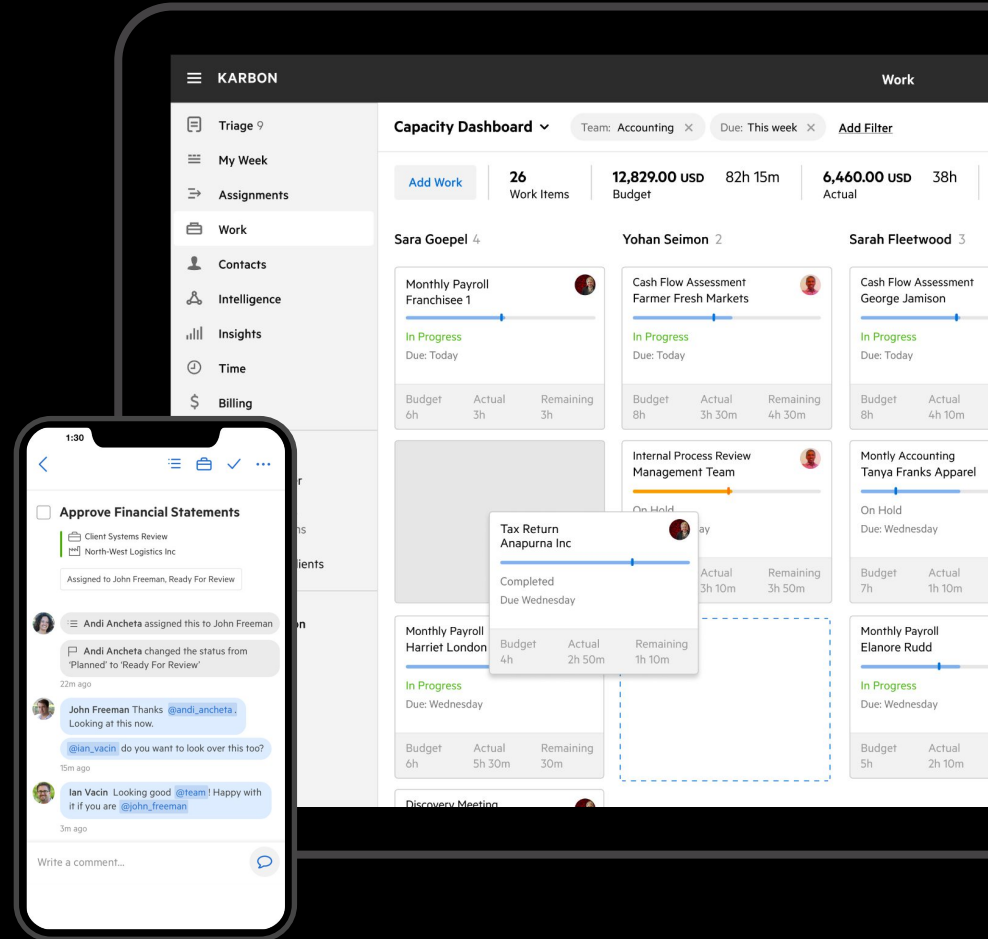 KARBON
Work
Triage 9
My Week
Assignments
Work
Contacts
Intelligence
Insights
Time
Billing
Capacity Dashboard
Team: Accounting
Due: This week
Add Filter
Add Work
26
Work Items
12,829.00 USD 82h 15m
Budget
6,460.00 USD 38h
Actual
Sara Goepel 4
Monthly Payroll
Franchisee 1
In Progress
Due: Today
Budget Actual Remaining
6h 3h 3h
Tax Return
Anapurna Inc
Completed
Due Wednesday
Budget Actual Remaining
4h 2h 50m 1h 10m
Monthly Payroll
Harriet London
In Progress
Due: Wednesday
Budget Actual Remaining
6h 5h 30m 30m
Discovery Meeting
Yohan Seimon 2
Cash Flow Assessment
Farmer Fresh Markets
In Progress
Due: Today
Budget Actual Remaining
8h 3h 30m 4h 30m
Internal Process Review
Management Team
On Hold
ay
Actual Remaining
3h 10m 3h 50m
Sarah Fleetwood 3
Cash Flow Assessment
George Jamison
In Progress
Due: Today
Budget Actual
8h 4h 10m
Montly Accounting
Tanya Franks Apparel
On Hold
Due: Wednesday
Budget Actual
7h 1h 10m
Monthly Payroll
Elanore Rudd
In Progress
Due: Wednesday
Budget Actual
5h 2h 10m
1:30
Approve Financial Statements
Client Systems Review
North-West Logistics Inc
Assigned to John Freeman, Ready For Review
Andi Ancheta assigned this to John Freeman
Andi Ancheta changed the status from
'Planned' to 'Ready For Review'
22m ago
John Freeman Thanks @andi_ancheta.
Looking at this now.
@ian_vacin do you want to look over this too?
15m ago
Ian Vacin Looking good @team! Happy with
it if you are @john_freeman
3m ago
Write a comment...